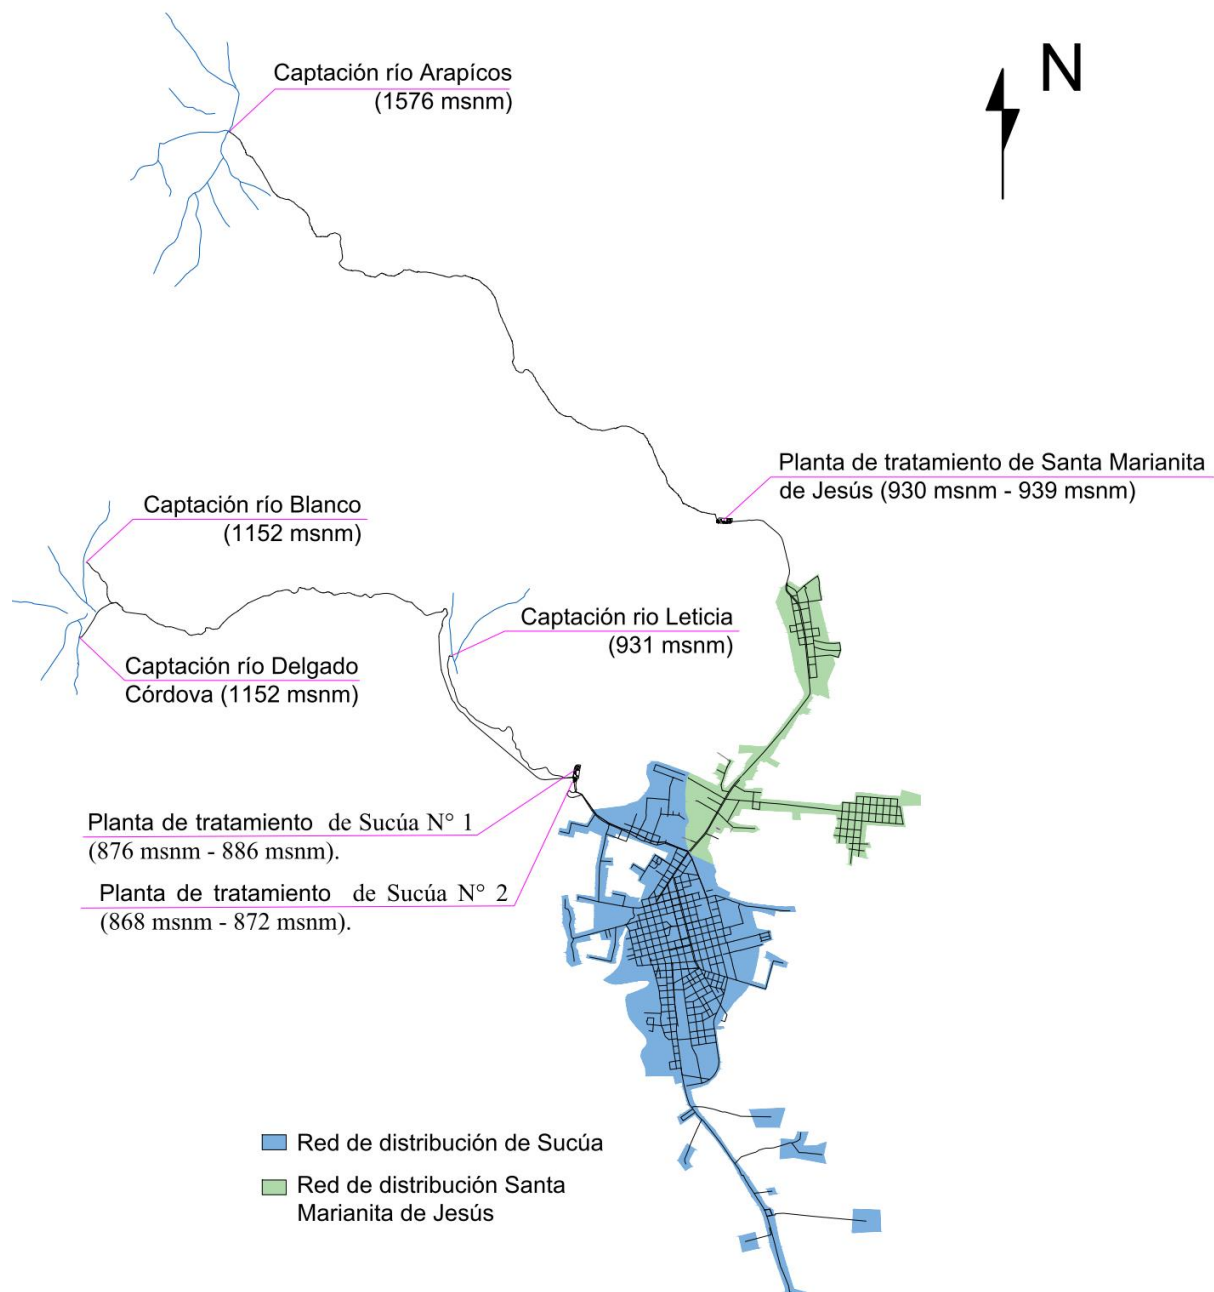 N
Captación río Arapícos
(1576 msnm)
Planta de tratamiento de Santa Marianita
de Jesús (930 msnm - 939 msnm)
Captación río Blanco
(1152 msnm)
Captación rio Leticia
(931 msnm)
Captación río Delgado
Córdova (1152 msnm)
Planta de tratamiento de Sucúa N° 1
(876 msnm - 886 msnm).
Planta de tratamiento de Sucúa N° 2
(868 msnm - 872 msnm).
Red de distribución de Sucúa
Red de distribución Santa
Marianita de Jesús